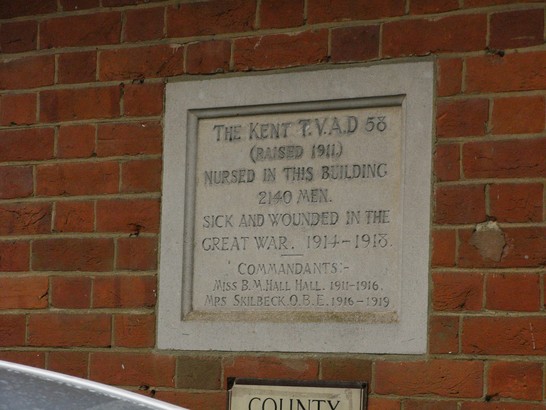 THE KENT T.V.A.D 58
(RAISED 1911.)
NURSED IN THIS BUILDING
2140 MEN.
SICK AND WOUNDED IN THE
GREAT WAR. 1914-1918.
COMMANDANTS:-
MISS B.M. HALL HALL. 1911-1916.
MRS SKILBECK. O.B.E. 1916-1919
COUNTY